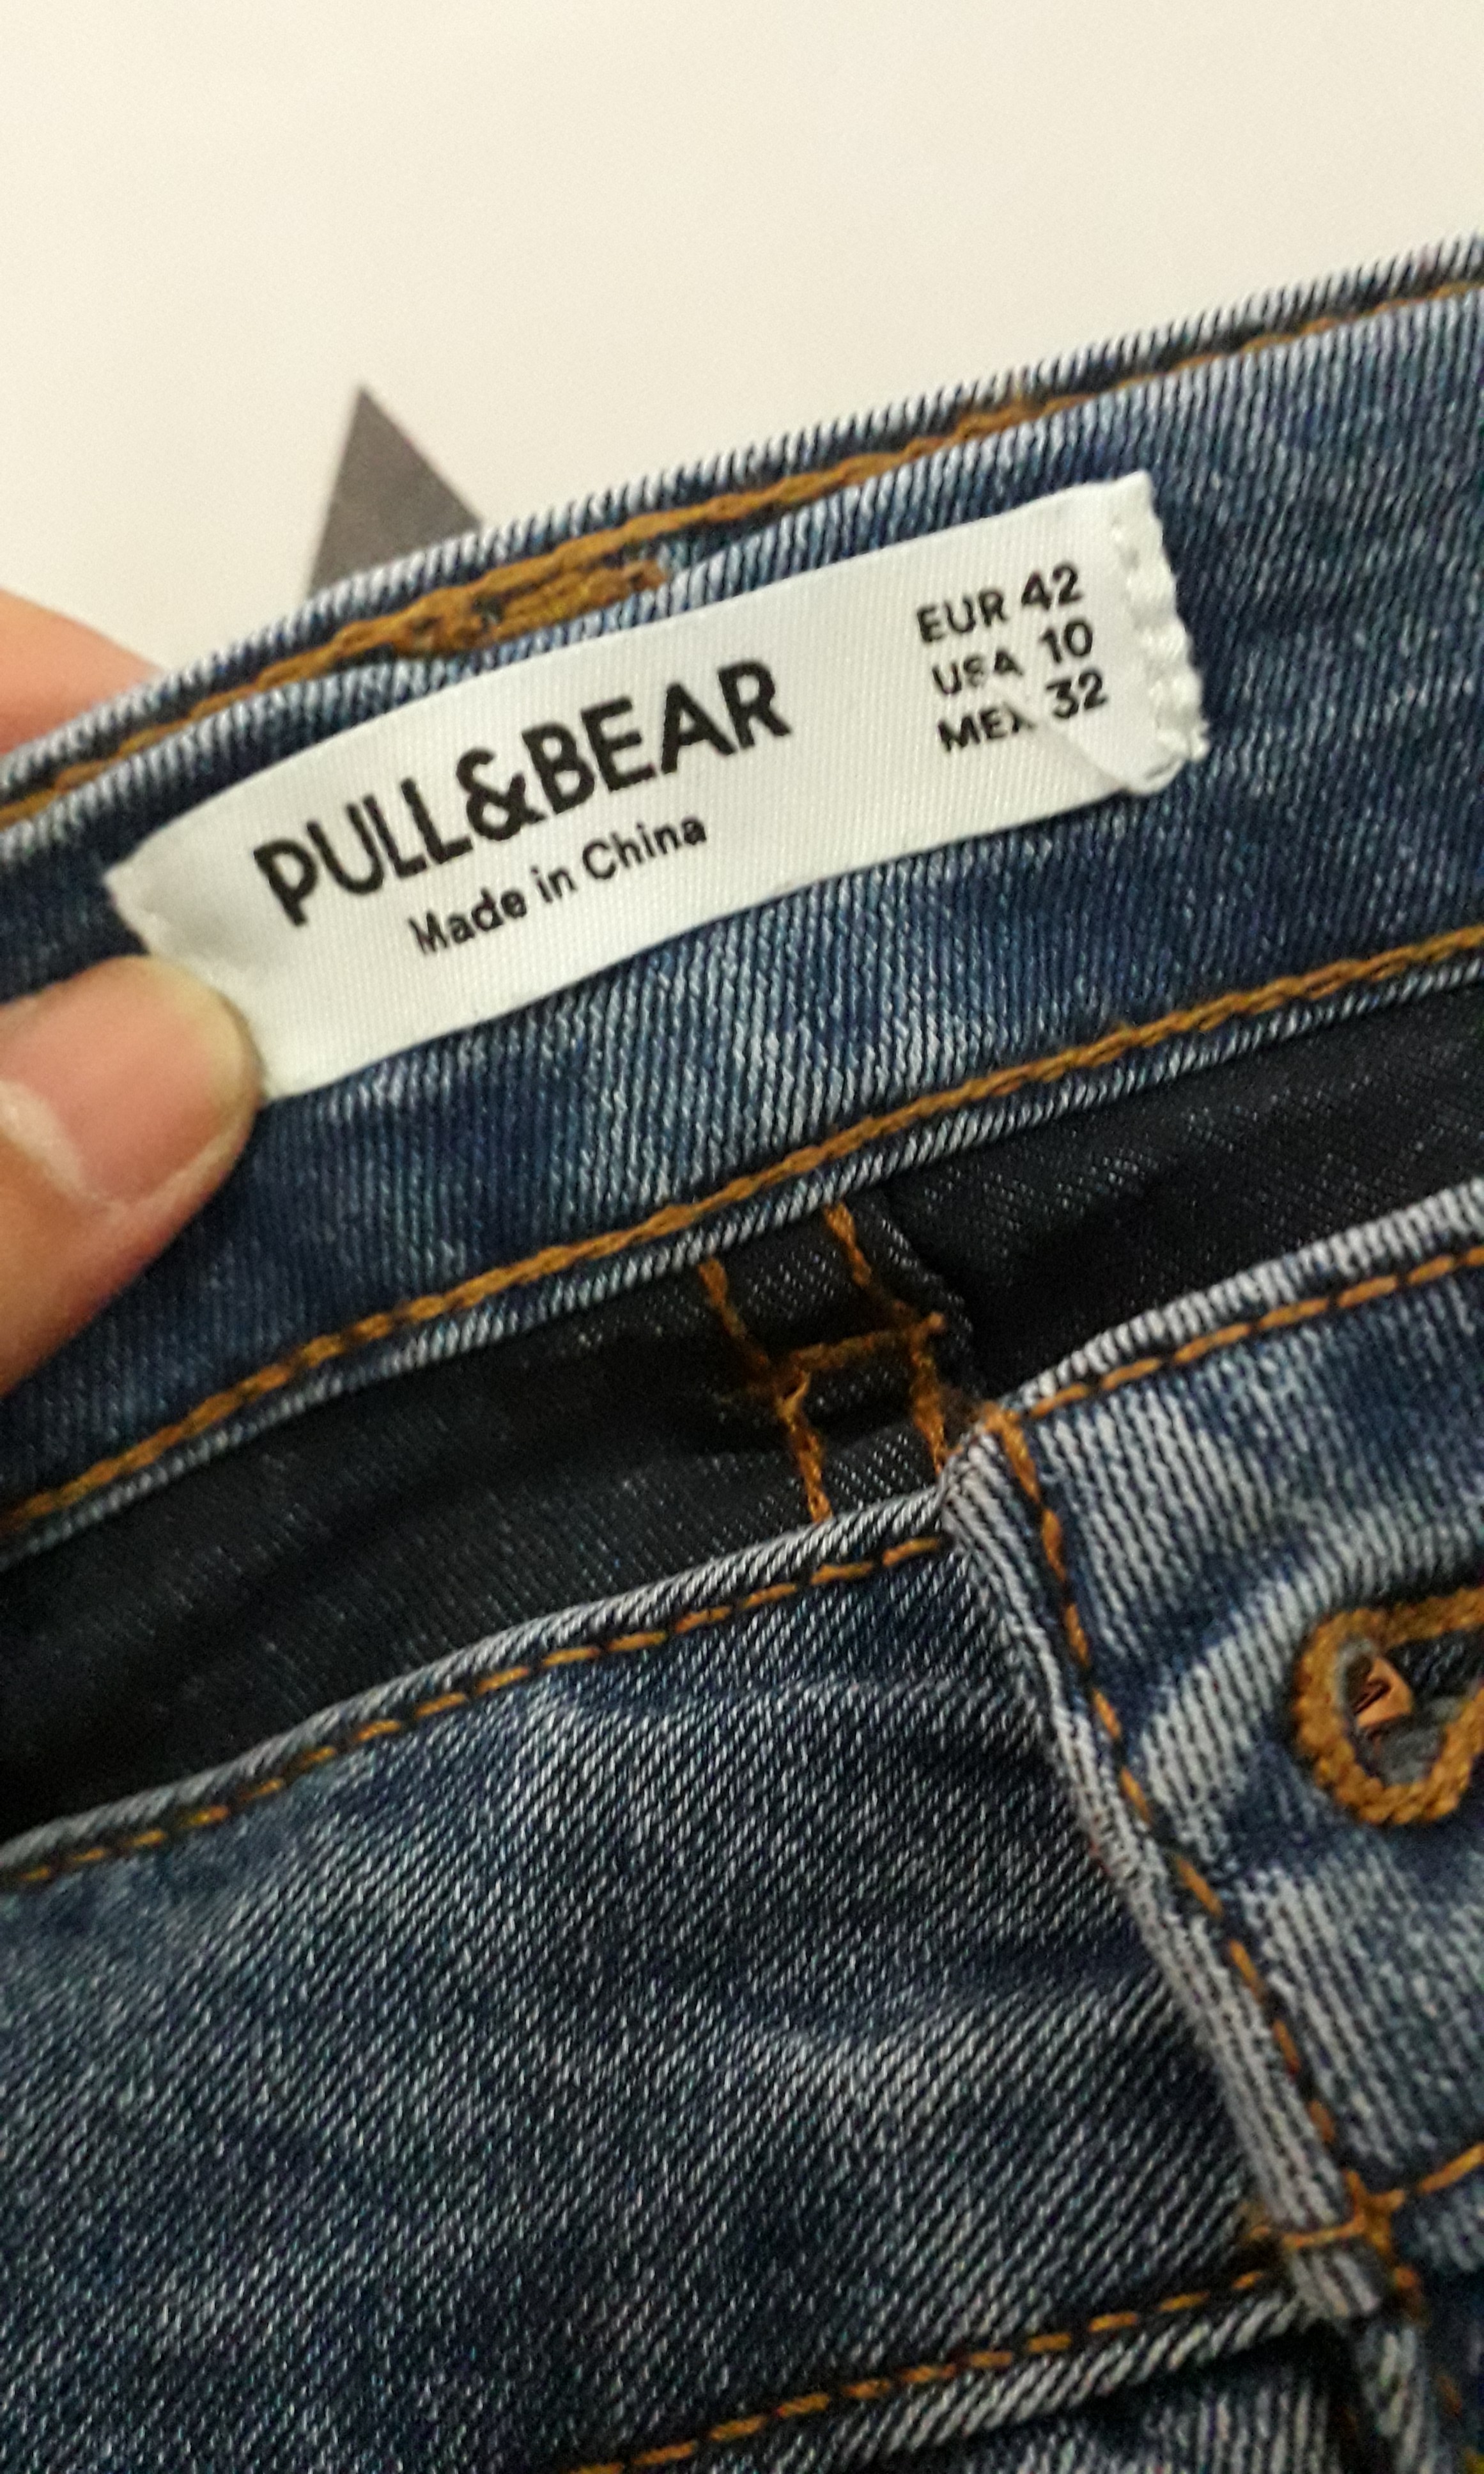 PULL&BEAR
Made in China
EUR 42
USA 10
MEX 32